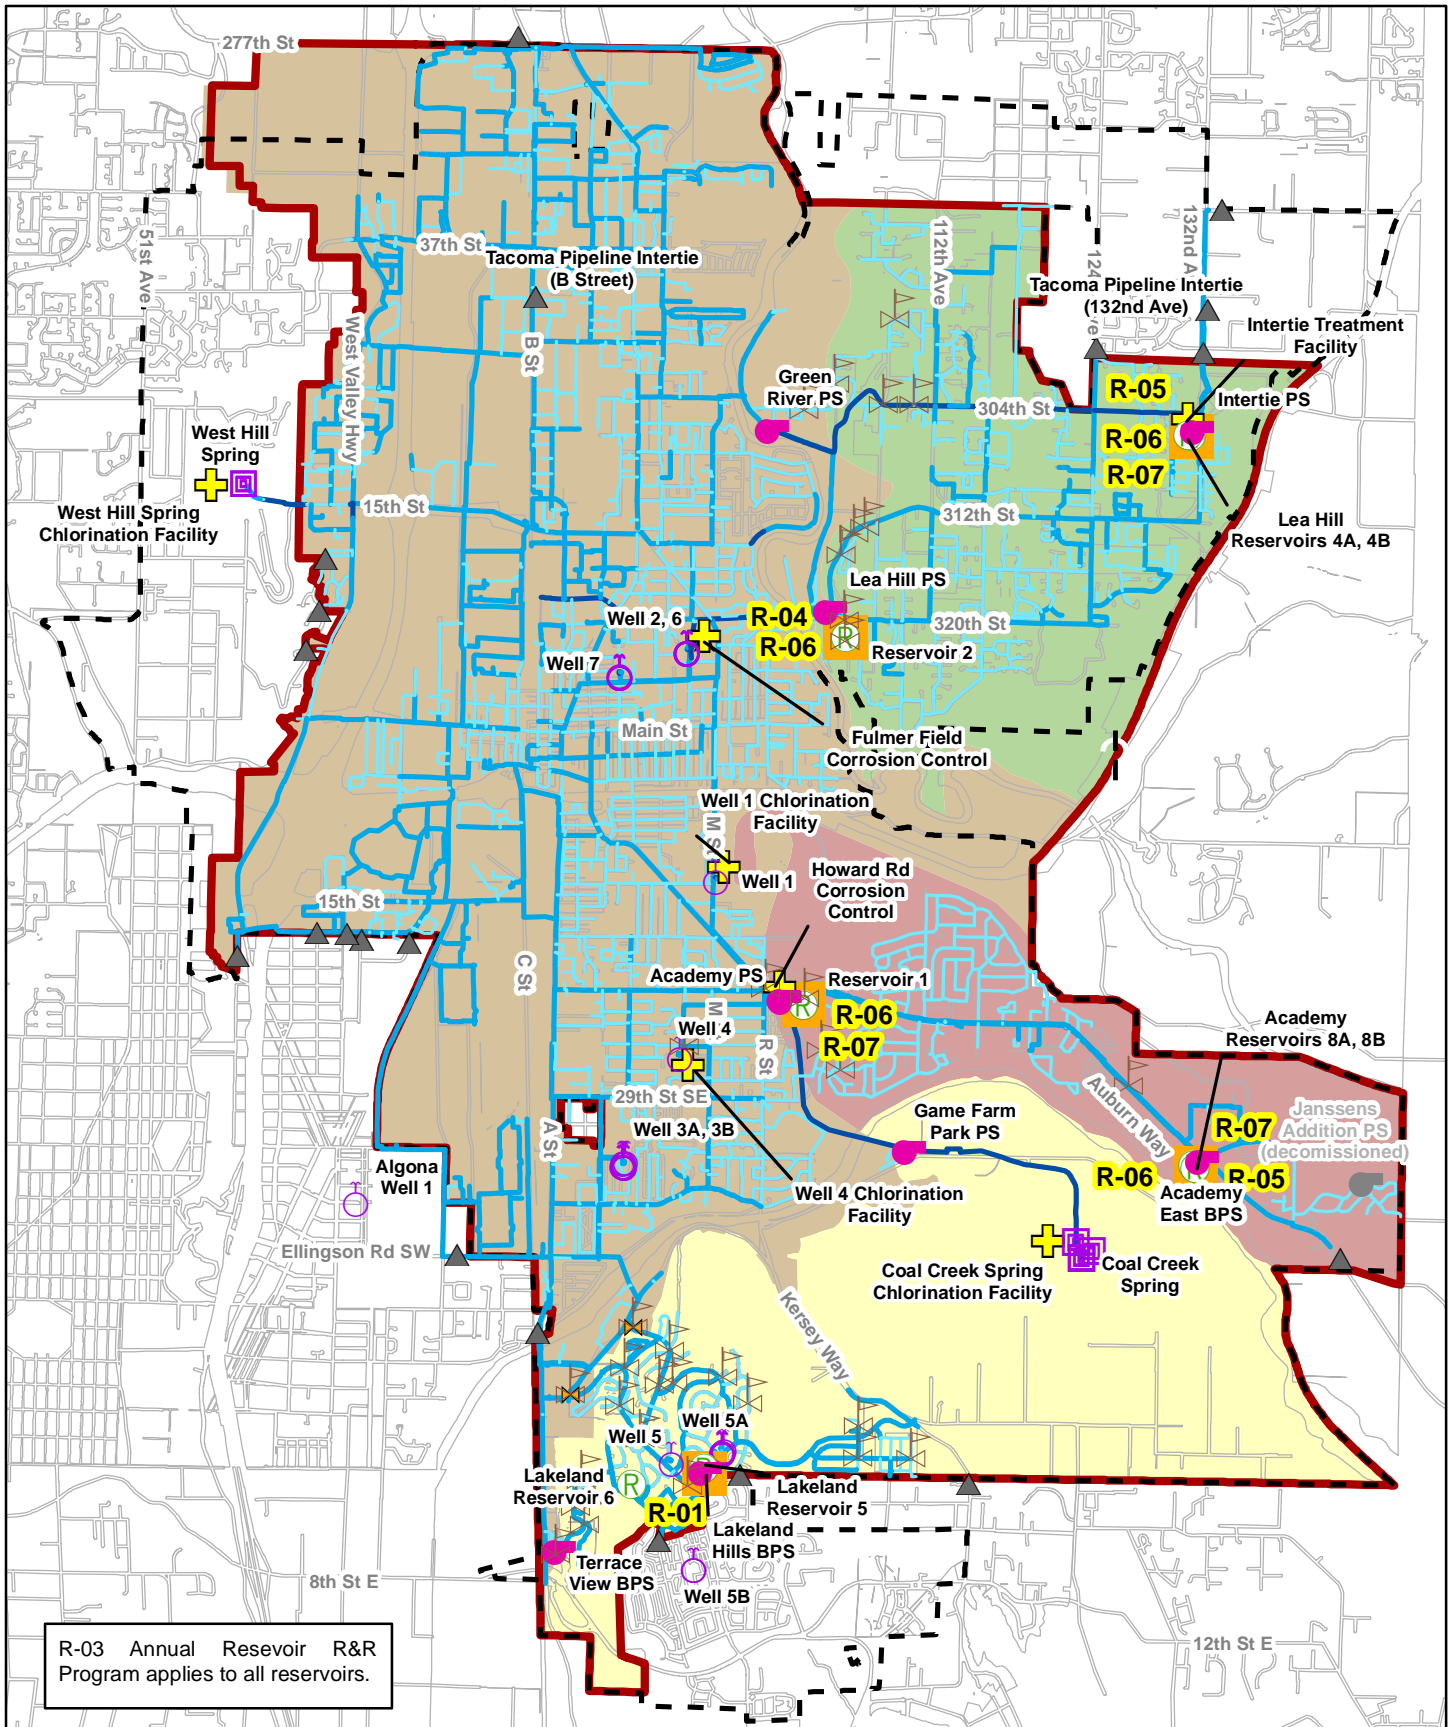 277th St
51st Ave
37th St
Tacoma Pipeline Intertie
(B Street)
112th Ave
124
ve
132nd A
Tacoma Pipeline Intertie
(132nd Ave)
Intertie Treatment
Facility
West Valley Hwy
B St
Green
River PS
R-05
Intertie PS
304th St
R-06
R-07
West Hill
Spring
West Hill Spring
Chlorination Facility
15th St
312th St
Lea Hill
Reservoirs 4A, 4B
Lea Hill PS
Well 2, 6
R-04
R-06
320th St
Reservoir 2
R
Well 7
Main St
Fulmer Field
Corrosion Control
Well 1 Chlorination
Facility
M St
Well 1
Howard Rd
Corrosion
Control
15th St
C St
Academy PS
Reservoir 1
R
R-06
R-07
M
Well 4
R St
Academy
Reservoirs 8A, 8B
29th St SE
A St
Well 3A, 3B
Game Farm
Park PS
Auburn Way
Janssens
Addition PS
(decomissioned)
R-07
R-06
R-05
Academy
East BPS
Algona
Well 1
Well 4 Chlorination
Facility
Ellingson Rd SW
Coal Creek Spring
Chlorination Facility
Coal Creek
Spring
Kersey Way
Well 5A
Well 5
Lakeland
Reservoir 6
R
R-01
Lakeland
Reservoir 5
Lakeland
Hills BPS
Terrace
View BPS
Well 5B
8th St E
12th St E
R-03 Annual Resevoir R&R
Program applies to all reservoirs.